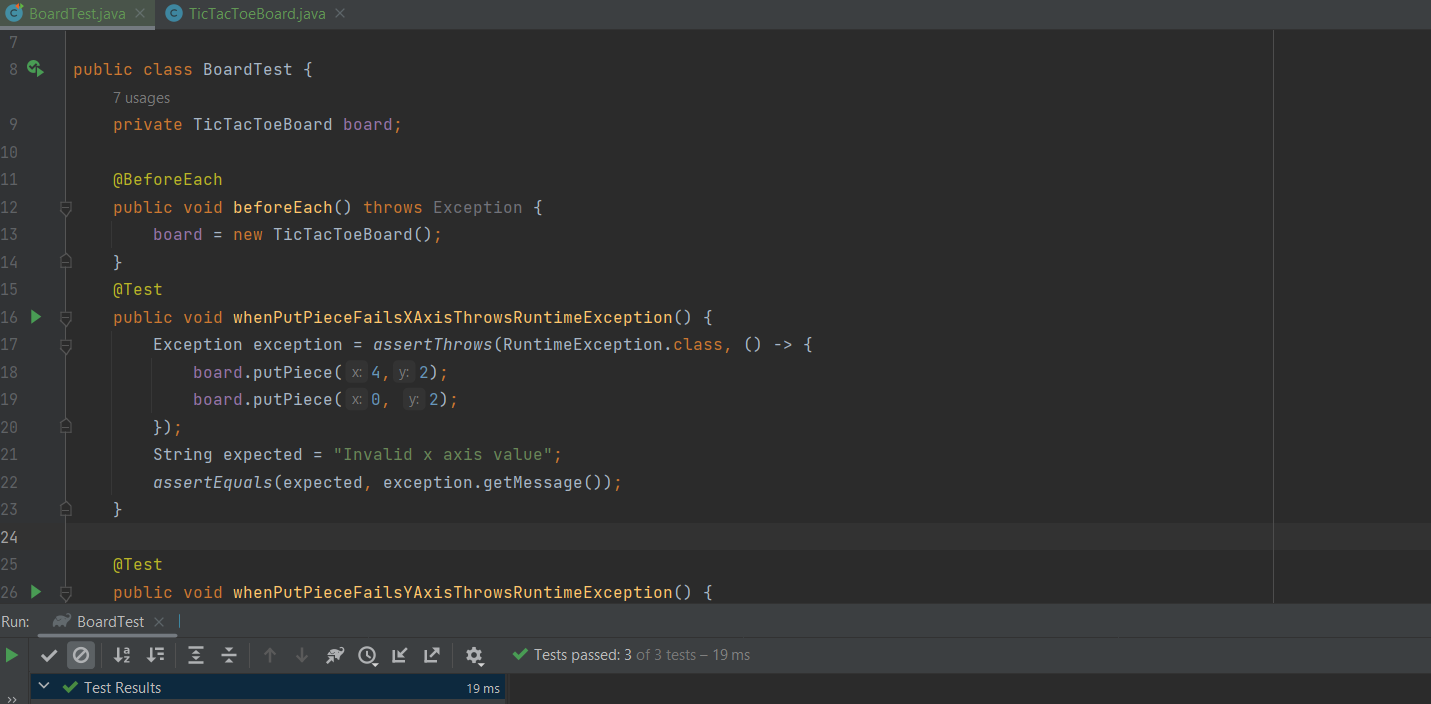 BoardTest.java TicTacToeBoard.java
7
8 public class BoardTest {
7 usages
9 private TicTacToeBoard board;
10
11 @BeforeEach
12 public void beforeEach() throws Exception {
13 board = new TicTacToeBoard();
14 }
15 @Test
16 public void whenPutPieceFailsXAxisThrowsRuntimeException() {
17 Exception exception = assertThrows(RuntimeException.class, () -> {
18 board.putPiece( x: 4, y: 2);
19 board.putPiece( x: 0, y: 2);
20 });
21 String expected = "Invalid x axis value";
22 assertEquals(expected, exception.getMessage());
23 }
24
25 @Test
26 public void whenPutPieceFailsYAxisThrowsRuntimeException() {
Run: BoardTest
Tests passed: 3 of 3 tests – 19 ms
Test Results 19 ms